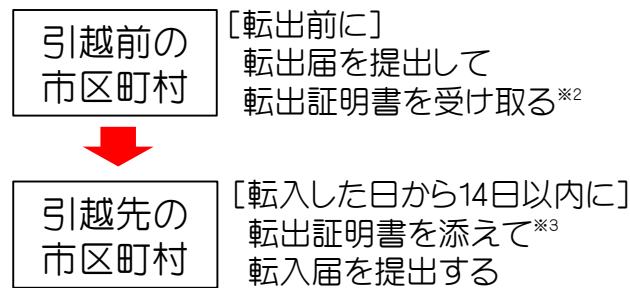 引越前の
市区町村
[転出前に]
転出届を提出して
転出証明書を受け取る※2
引越先の
市区町村
[転入した日から14日以内に]
転出証明書を添えて※3
転入届を提出する